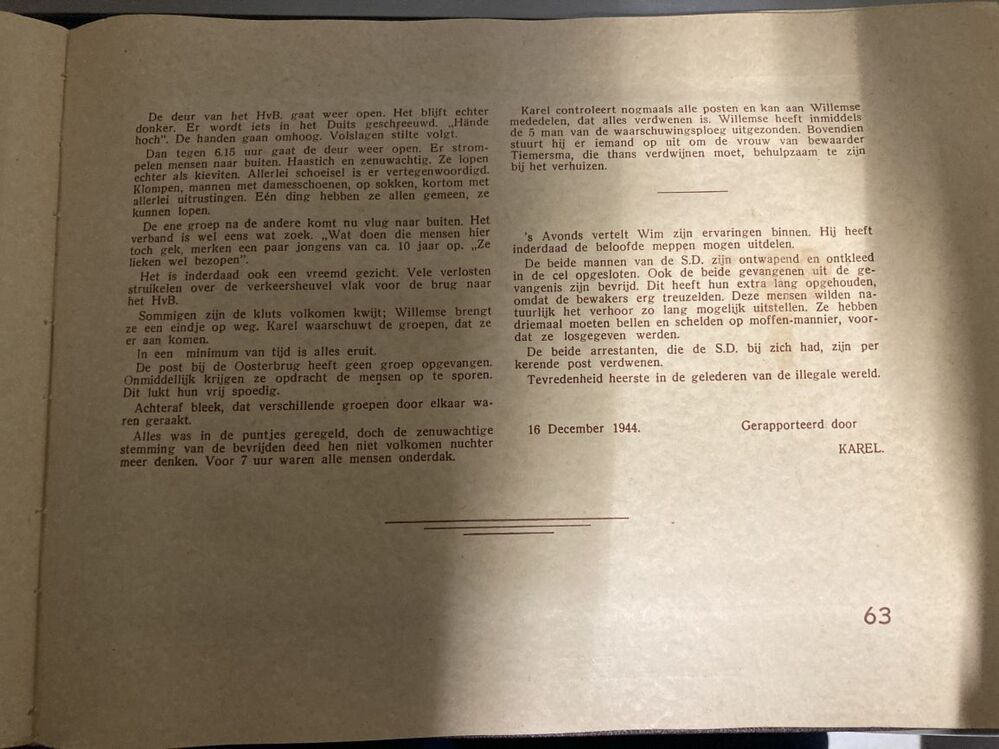 De deur van het HvB. gaat weer open. Het blijft echter
donker. Er wordt iets in het Duits geschreeuwd. „Hände
hoch”. De handen gaan omhoog. Volslagen stilte volgt.
Dan tegen 6.15 uur gaat de deur weer open. Er strom-
pelen mensen naar buiten. Haastich en zenuwachtig. Ze lopen
echter als kieviten. Allerlei schoeisel is er vertegenwoordigd.
Klompen, mannen met damesschoenen, op sokken, kortom met
allerlei uitrustingen. Eén ding hebben ze allen gemeen, ze
kunnen lopen.
De ene groep na de andere komt nu vlug naar buiten. Het
verband is wel eens wat zoek. „Wat doen die mensen hier
toch gek, merken een paar jongens van ca. 10 jaar op. „Ze
lieken wel bezopen”.
Het is inderdaad ook een vreemd gezicht. Vele verlosten
struikelen over de verkeersheuvel vlak voor de brug naar
het HvB.
Sommigen zijn de kluts volkomen kwijt; Willemse brengt
ze een eindje op weg. Karel waarschuwt de groepen, dat ze
er aan komen.
In een minimum van tijd is alles eruit.
De post bij de Oosterbrug heeft geen groep opgevangen.
Onmiddellijk krijgen ze opdracht de mensen op te sporen.
Dit lukt hun vrij spoedig.
Achteraf bleek, dat verschillende groepen door elkaar wa-
ren geraakt.
Alles was in de puntjes geregeld, doch de zenuwachtige
stemming van de bevrijden deed hen niet volkomen nuchter
meer denken. Voor 7 uur waren alle mensen onderdak.
Karel controleert nogmaals alle posten en kan aan Willemse
mededelen, dat alles verdwenen is. Willemse heeft inmiddels
de 5 man van de waarschuwingsploeg uitgezonden. Bovendien
stuurt hij er iemand op uit om de vrouw van bewaarder
Tiemersma, die thans verdwijnen moet, behulpzaam te zijn
bij het verhuizen.
's Avonds vertelt Wim zijn ervaringen binnen. Hij heeft
inderdaad de beloofde meppen mogen uitdelen.
De beide mannen van de S.D. zijn ontwapend en ontkleed
in de cel opgesloten. Ook de beide gevangenen uit de ge-
vangenis zijn bevrijd. Dit heeft hun extra lang opgehouden,
omdat de bewakers erg treuzelden. Deze mensen wilden na-
tuurlijk het verhoor zo lang mogelijk uitstellen. Ze hebben
driemaal moeten bellen en schelden op moffen-mannier, voor-
dat ze losgegeven werden.
De beide arrestanten, die de S.D. bij zich had, zijn per
kerende post verdwenen.
Tevredenheid heerste in de gelederen van de illegale wereld.
16 December 1944. Gerapporteerd door
KAREL.
63